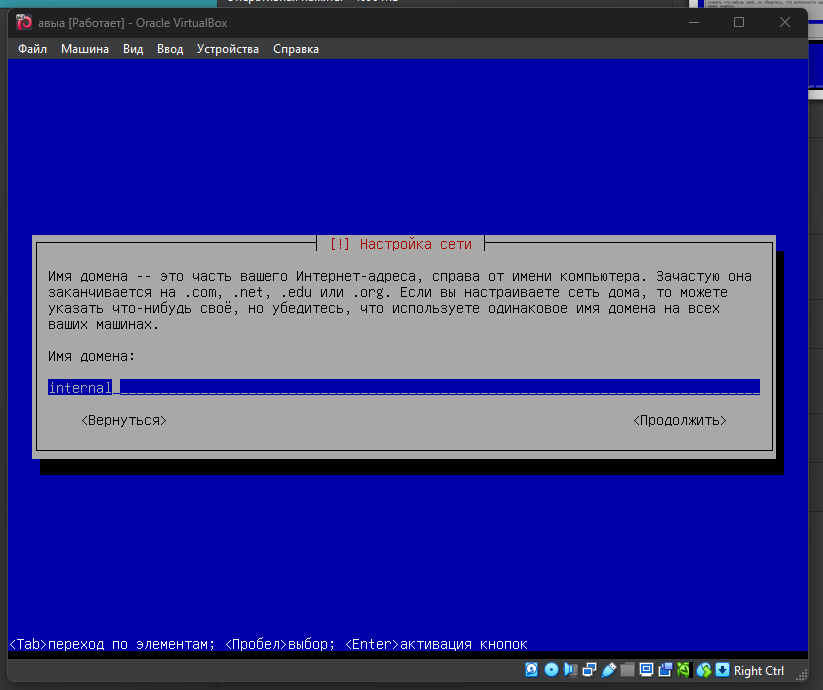 авыа [Работает] - Oracle VirtualBox
Файл Машина Вид Ввод Устройства Справка
[!] Настройка сети
Имя домена -- это часть вашего Интернет-адреса, справа от имени компьютера. Зачастую она
заканчивается на .com, .net, .edu или .org. Если вы настраиваете сеть дома, то можете
указать что-нибудь своё, но убедитесь, что используете одинаковое имя домена на всех
ваших машинах.
Имя домена:
internal
<Вернуться> <Продолжить>
<Tab>переход по элементам; <Пробел>выбор; <Enter>активация кнопок
Right Ctrl